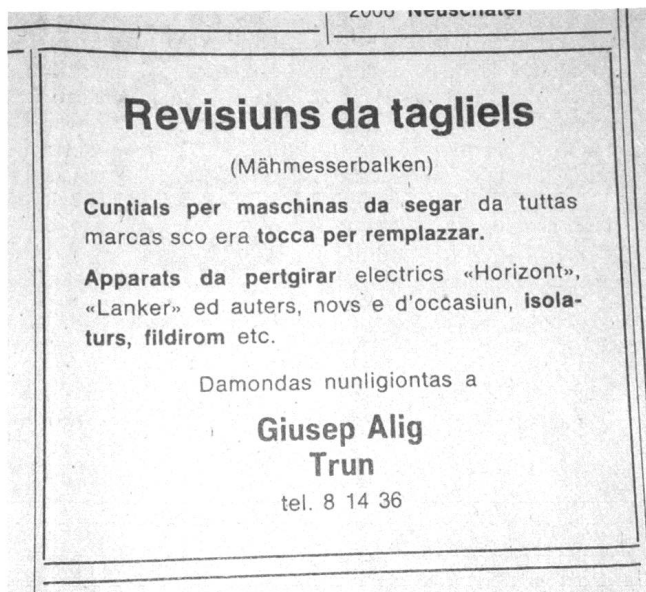 2006 Neuschâtel
Revisiuns da tagliels
(Mähmesserbalken)
Cuntials per maschinas da segar da tuttas
marcas sco era tocca per remplazzar.
Apparats da pertgirar electrics «Horizont»,
«Lanker» ed auters, novs e d'occasiun, isola-
turs, fildirom etc.
Damondas nunligiontas a
Giusep Alig
Trun
tel. 8 14 36